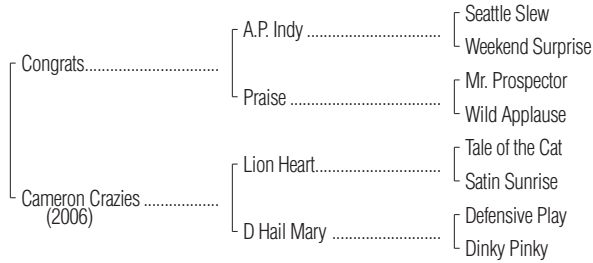 Seattle Slew
A.P. Indy ................................
Weekend Surprise
Congrats................................
Mr. Prospector
Praise ....................................
Wild Applause
Tale of the Cat
Lion Heart..............................
Satin Sunrise
Cameron Crazies ..................
(2006)
Defensive Play
D Hail Mary ..........................
Dinky Pinky